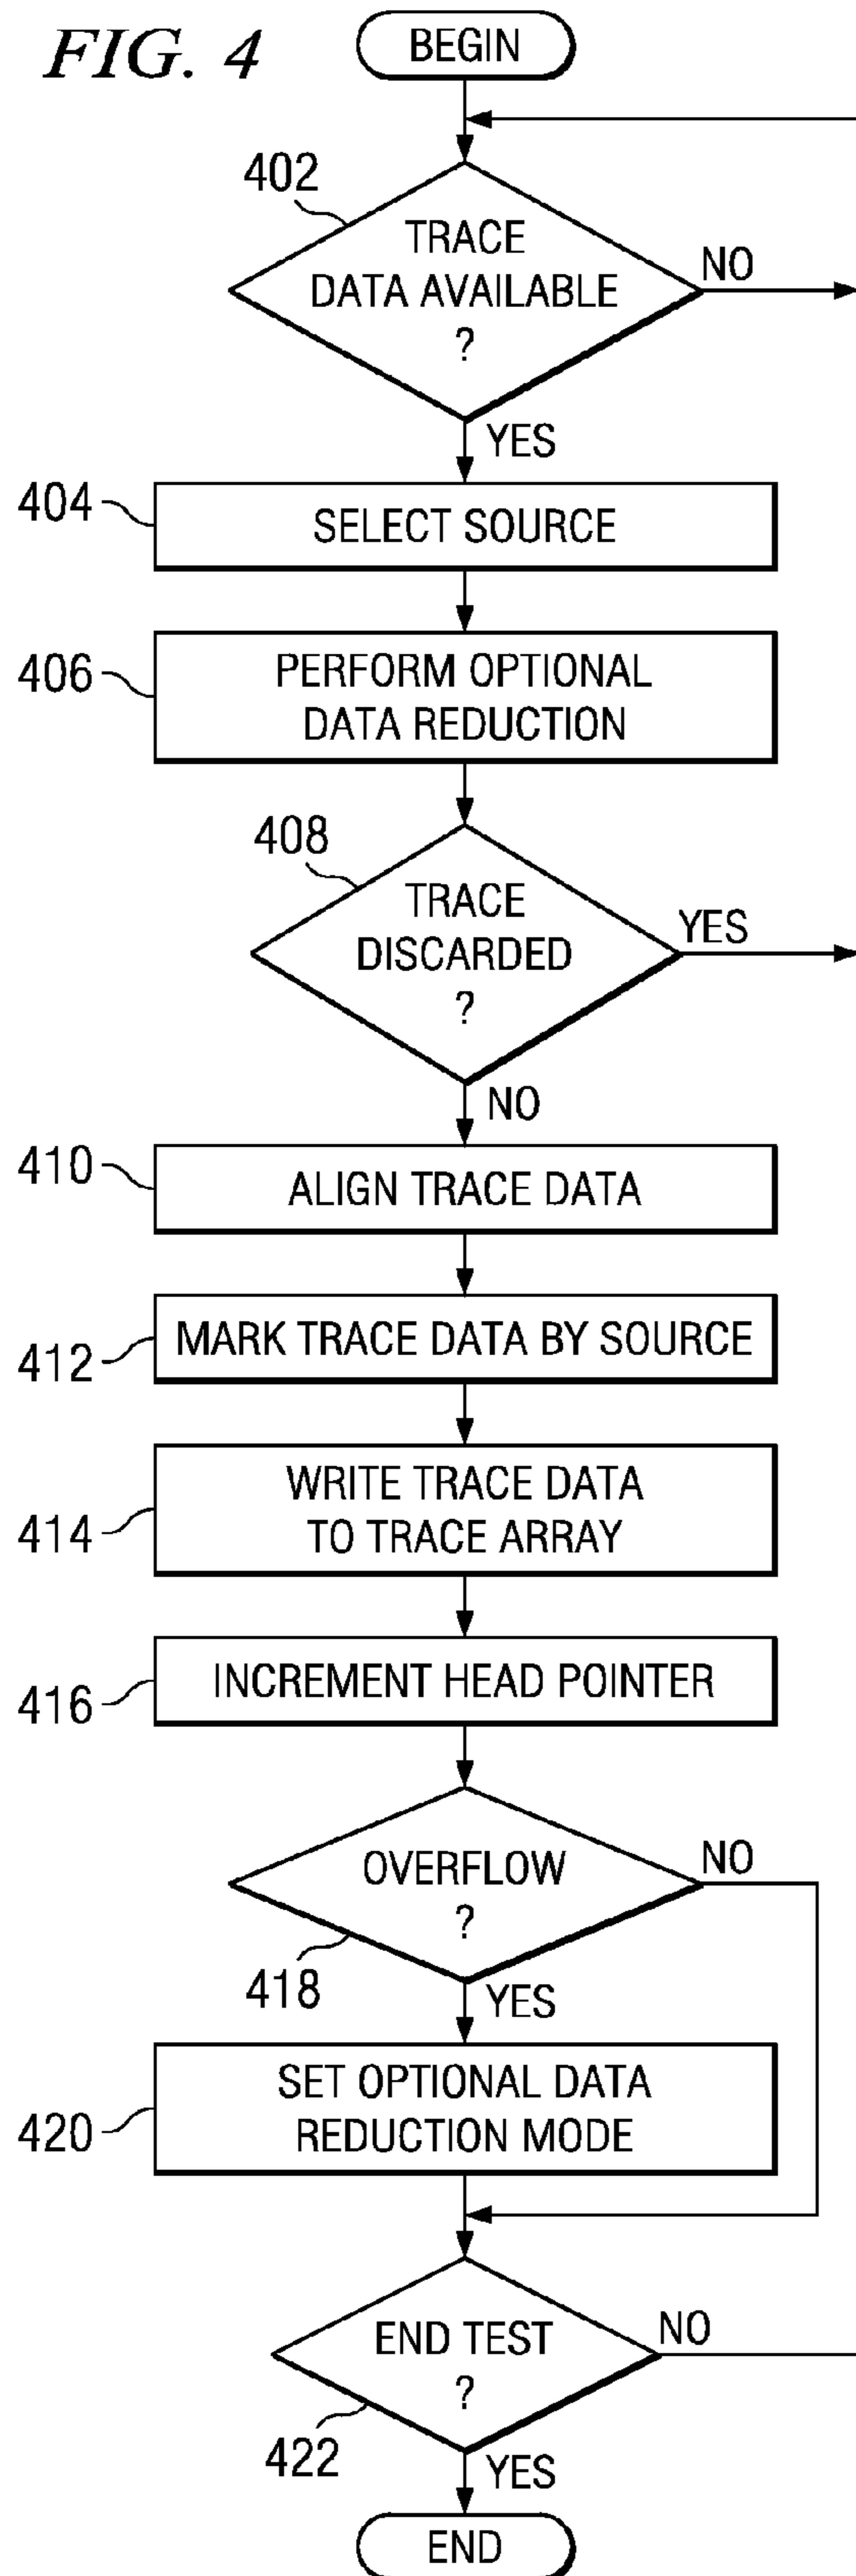 FIG. 4
BEGIN
402
TRACE
DATA AVAILABLE
?
NO
YES
404
SELECT SOURCE
406
PERFORM OPTIONAL
DATA REDUCTION
408
TRACE
DISCARDED
?
YES
NO
410
ALIGN TRACE DATA
412
MARK TRACE DATA BY SOURCE
414
WRITE TRACE DATA
TO TRACE ARRAY
416
INCREMENT HEAD POINTER
OVERFLOW
?
NO
418
YES
420
SET OPTIONAL DATA
REDUCTION MODE
END TEST
?
NO
422
YES
END